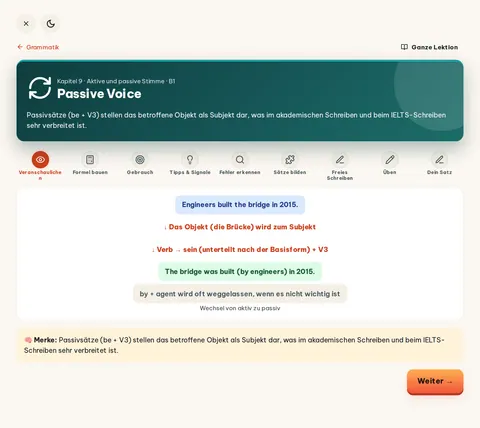 ← Grammatik
Ganze Lektion
Kapitel 9 · Aktive und passive Stimme · B1
Passive Voice
Passivsätze (be + V3) stellen das betroffene Objekt als Subjekt dar, was im akademischen Schreiben und beim IELTS-Schreiben
sehr verbreitet ist.
Veranschauliche
n
Formel bauen
Gebrauch
Tipps & Signale
Fehler erkennen
Sätze bilden
Freies
Schreiben
Üben
Dein Satz
Engineers built the bridge in 2015.
↓ Das Objekt (die Brücke) wird zum Subjekt
↓ Verb → sein (unterteilt nach der Basisform) + V3
The bridge was built (by engineers) in 2015.
by + agent wird oft weggelassen, wenn es nicht wichtig ist
Wechsel von aktiv zu passiv
🧠 Merke: Passivsätze (be + V3) stellen das betroffene Objekt als Subjekt dar, was im akademischen Schreiben und beim IELTS-
Schreiben sehr verbreitet ist.
Weiter →